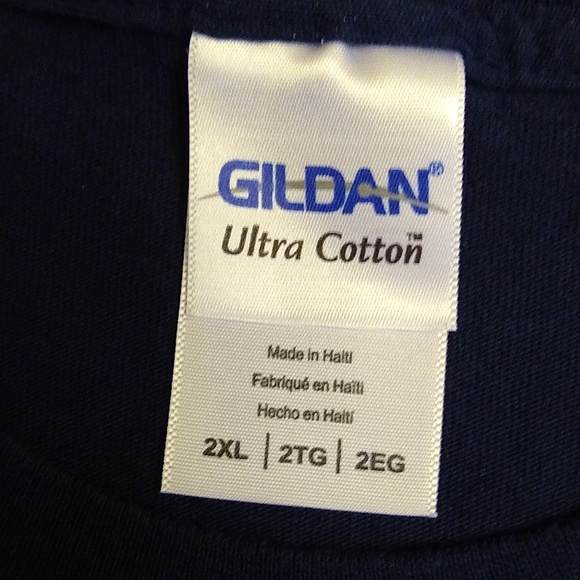 GILDAN®
Ultra Cotton™
Made in Haiti
Fabriqué en Haïti
Hecho en Haití
2XL | 2TG | 2EG